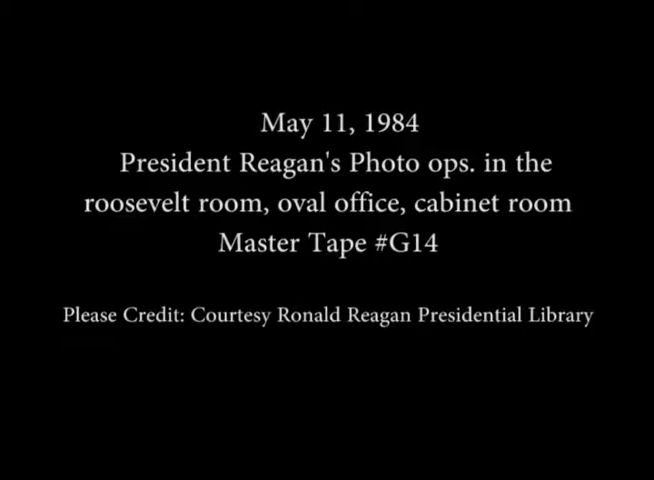 May 11, 1984
President Reagan's Photo ops. in the
roosevelt room, oval office, cabinet room
Master Tape #G14
Please Credit: Courtesy Ronald Reagan Presidential Library